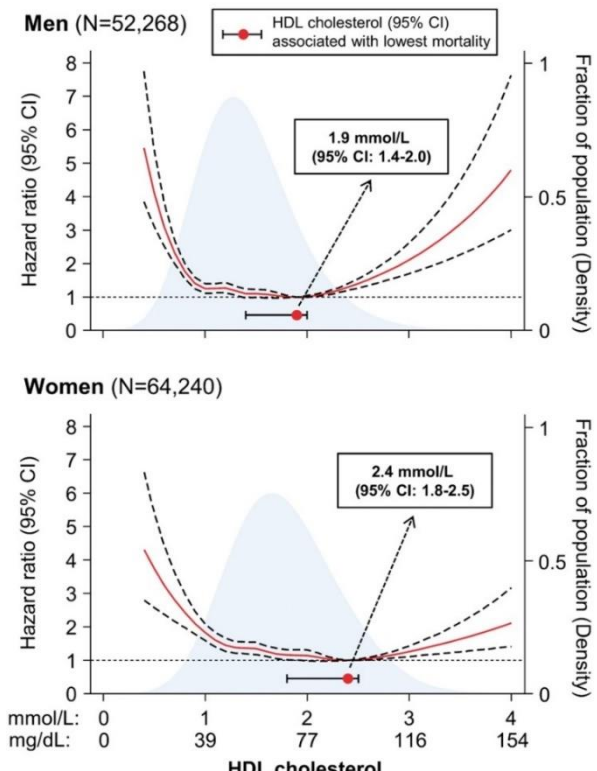 Men (N=52,268)
HDL cholesterol (95% CI)
associated with lowest mortality
Hazard ratio (95% CI)
8
7
6
5
4
3
2
1
0
1.9 mmol/L
(95% CI: 1.4-2.0)
1
0.5
0
Fraction of population (Density)
Women (N=64,240)
Hazard ratio (95% CI)
8
7
6
5
4
3
2
1
0
2.4 mmol/L
(95% CI: 1.8-2.5)
1
0.5
0
Fraction of population (Density)
mmol/L: 0 1 2 3 4
mg/dL: 0 39 77 116 154
HDL cholesterol